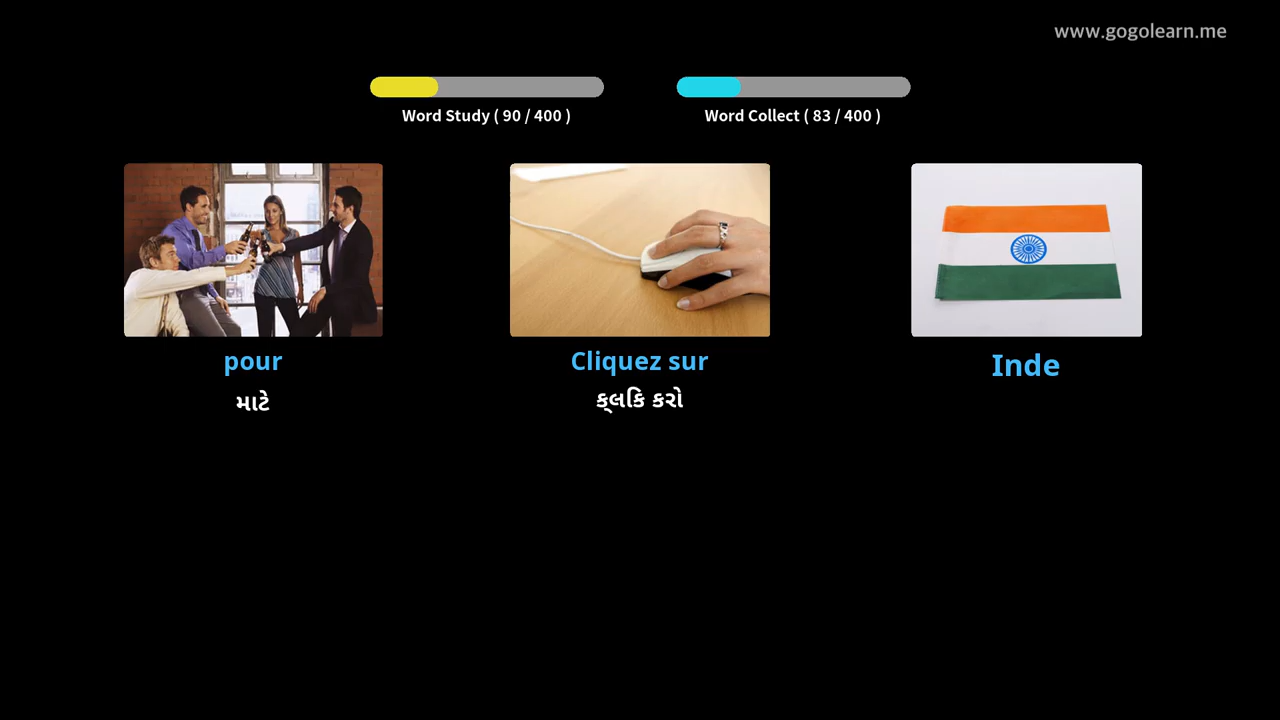 www.gogolearn.me
Word Study ( 90 / 400 )
Word Collect ( 83 / 400 )
pour
માટે
Cliquez sur
ક્લિક કરો
Inde